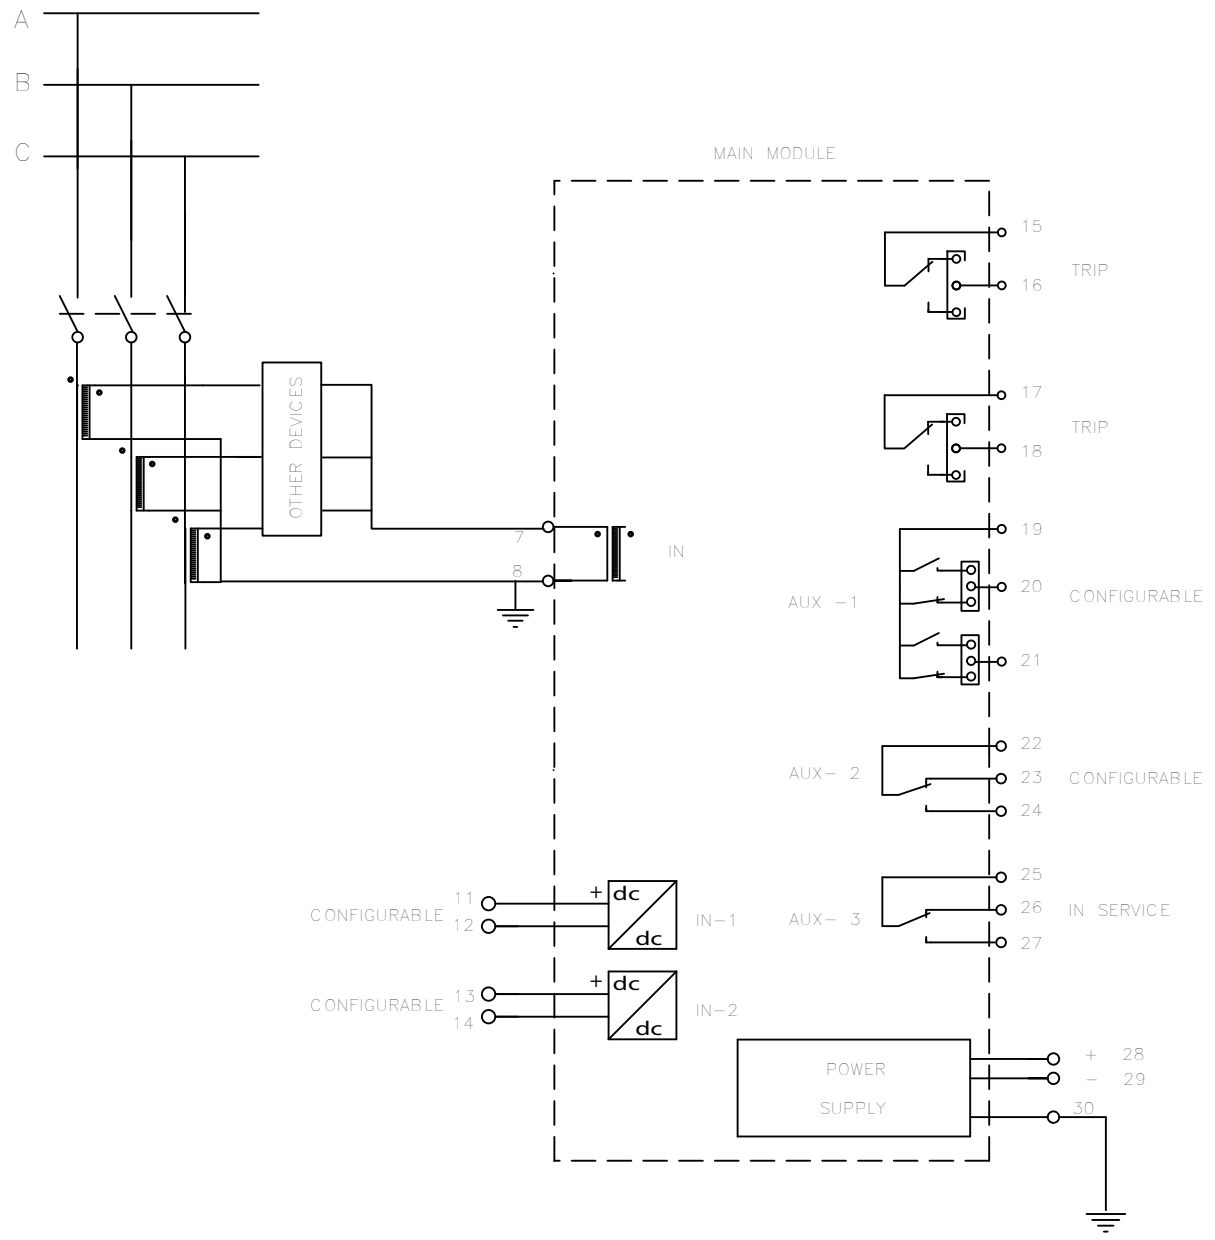 A
B
C
MAIN MODULE
15
TRIP
16
OTHER DEVICES
17
TRIP
18
7
IN
8
19
AUX -1
20
CONFIGURABLE
21
22
AUX- 2
23
CONFIGURABLE
24
25
AUX- 3
26
IN SERVICE
27
CONFIGURABLE
11
12
+
dc
dc
IN-1
CONFIGURABLE
13
14
+
dc
dc
IN-2
POWER
SUPPLY
+ 28
- 29
30